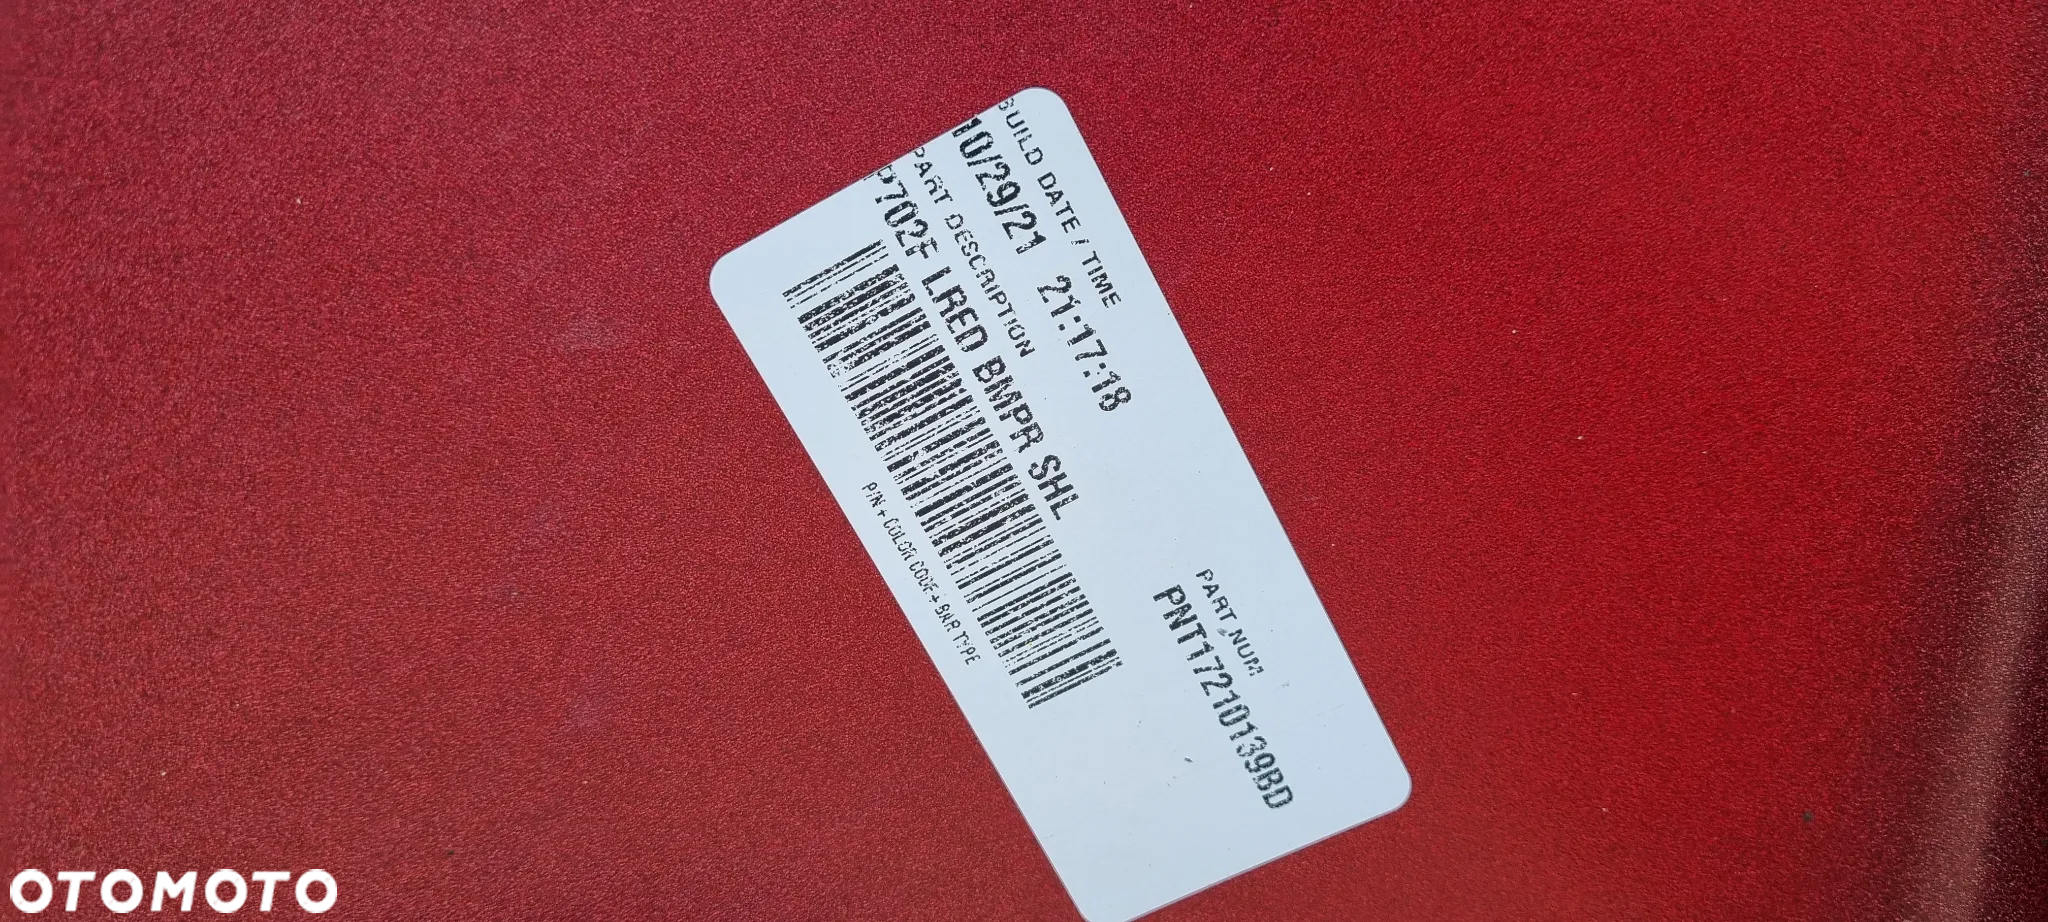 BUILD DATE / TIME
10/29/21 21:17:18
PART DESCRIPTION
P702F LRED BMPR SHL
P/N + COLOR CODE + BAR TYPE
PART NUM
PNT17210139BD
OTOMOTO